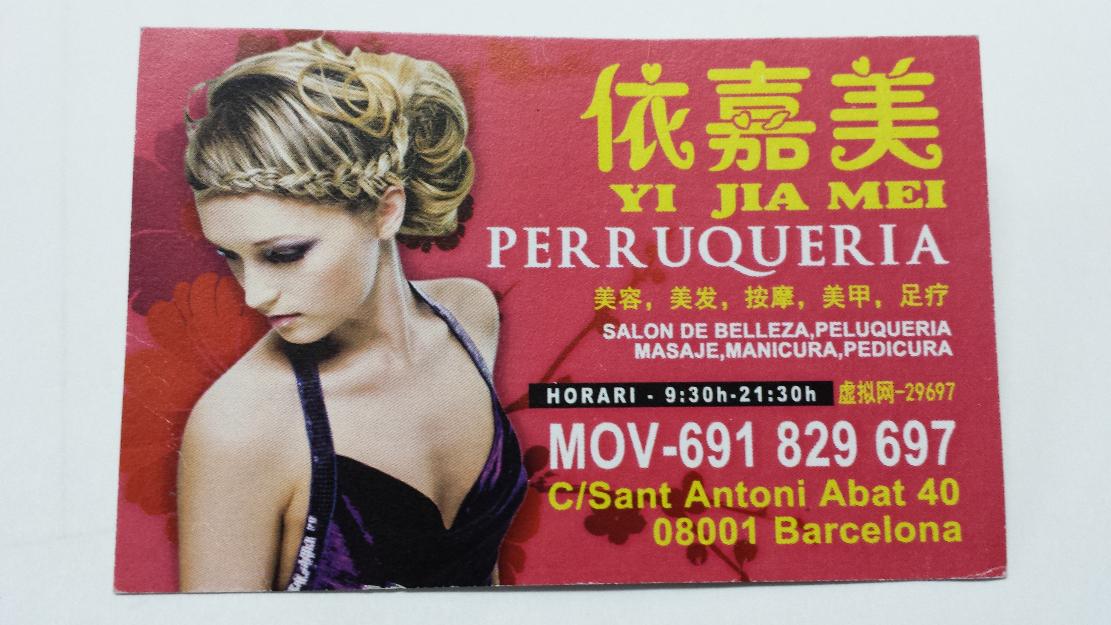 依嘉美
YI JIA MEI
PERRUQUERIA
美容，美发，按摩，美甲，足疗
SALON DE BELLEZA,PELUQUERIA
MASAJE,MANICURA,PEDICURA
HORARI - 9:30h-21:30h 虚拟网-29697
MOV-691 829 697
C/Sant Antoni Abat 40
08001 Barcelona